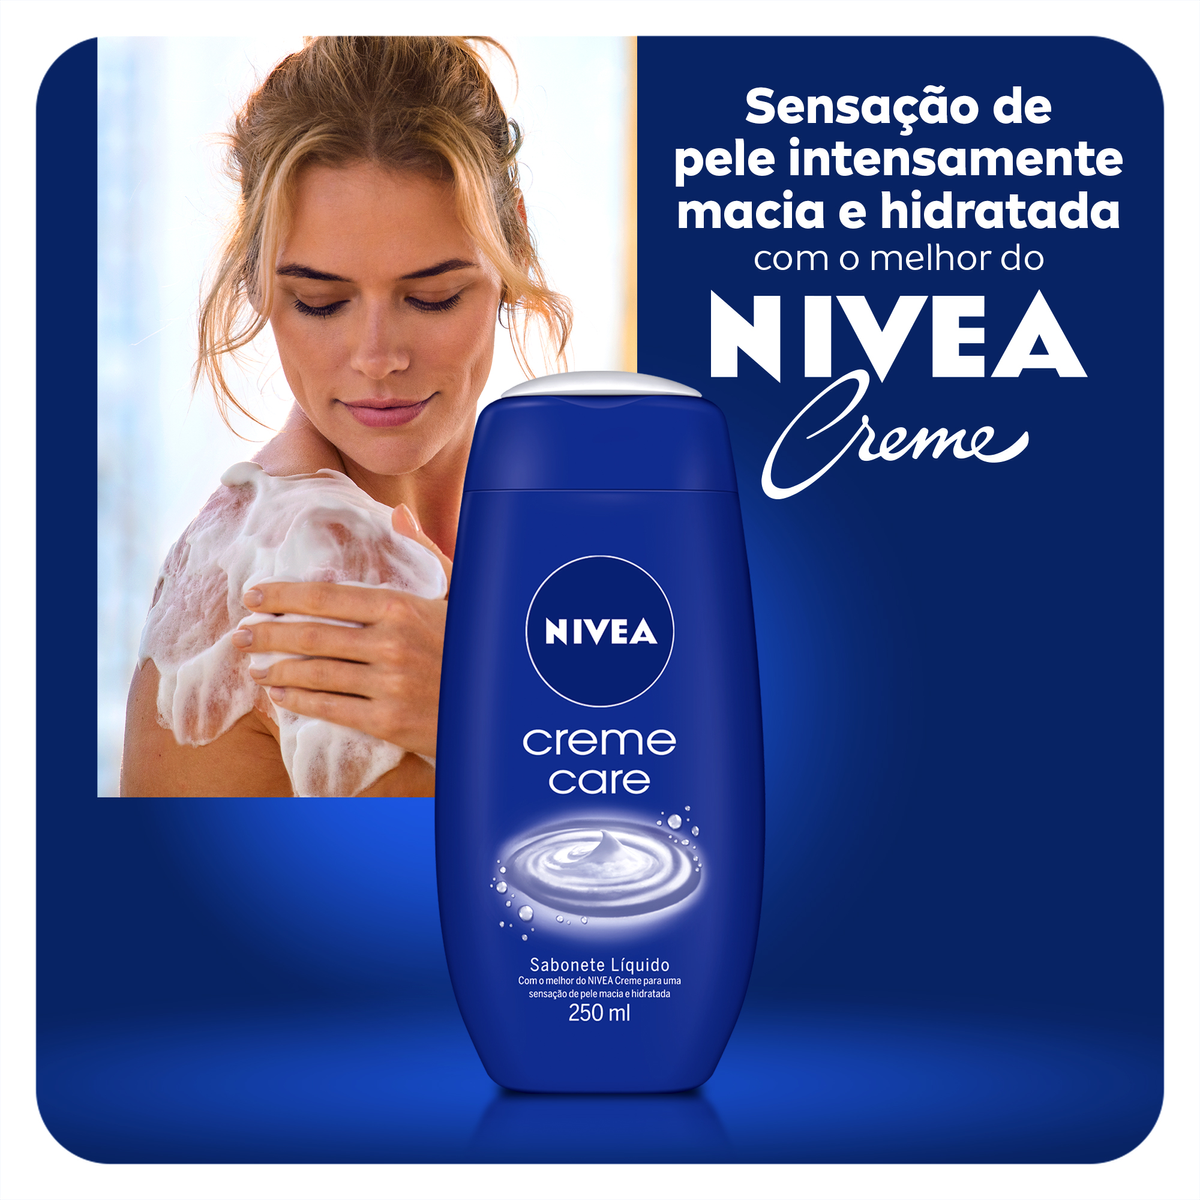 Sensação de
pele intensamente
macia e hidratada
com o melhor do
NIVEA
Creme
NIVEA
creme
care
Sabonete Líquido
Com o melhor do NIVEA Creme para uma
sensação de pele macia e hidratada
250 ml